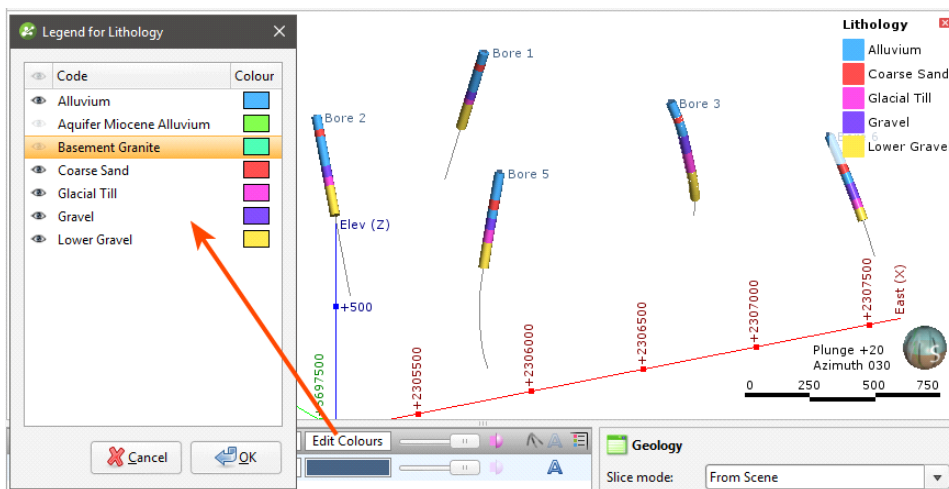 Legend for Lithology
Code Colour
Alluvium
Aquifer Miocene Alluvium
Basement Granite
Coarse Sand
Glacial Till
Gravel
Lower Gravel
Cancel
OK
Bore 1
Bore 2
Bore 3
Bore 5
Elev (Z)
+500
+5697500
+2305500
+2306000
+2306500
+2307000
+2307500
East (X)
Lithology
Alluvium
Coarse Sand
Glacial Till
Gravel
Lower Grave
Plunge +20
Azimuth 030
0 250 500 750
Edit Colours
Geology
Slice mode: From Scene